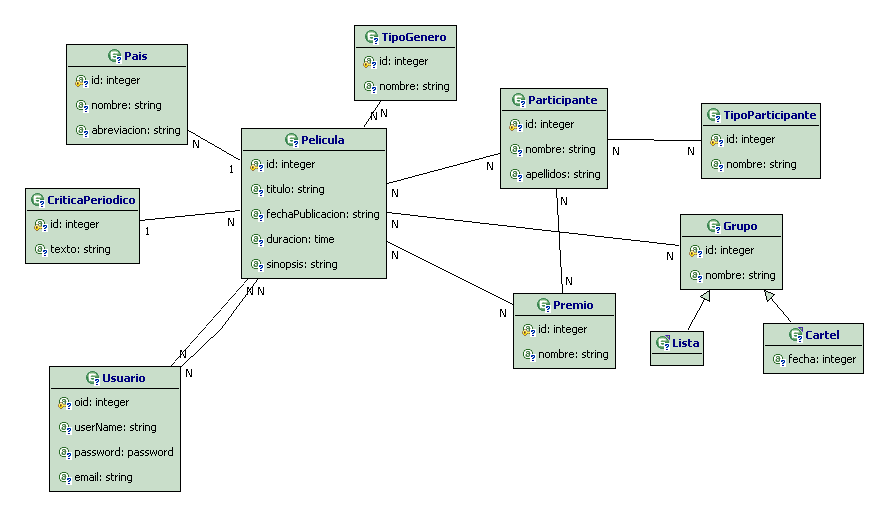 TipoGenero
id: integer
nombre: string
N N
Pais
id: integer
nombre: string
abreviacion: string
N
1
Pelicula
id: integer
titulo: string
fechaPublicacion: string
duracion: time
sinopsis: string
Participante
id: integer
nombre: string
apellidos: string
N
N
N
N
TipoParticipante
id: integer
nombre: string
CriticaPeriodico
id: integer
texto: string
1
N
N
N
Grupo
id: integer
nombre: string
N
N
N
N
N
Premio
id: integer
nombre: string
Lista
Cartel
fecha: integer
N N
N
N
Usuario
oid: integer
userName: string
password: password
email: string